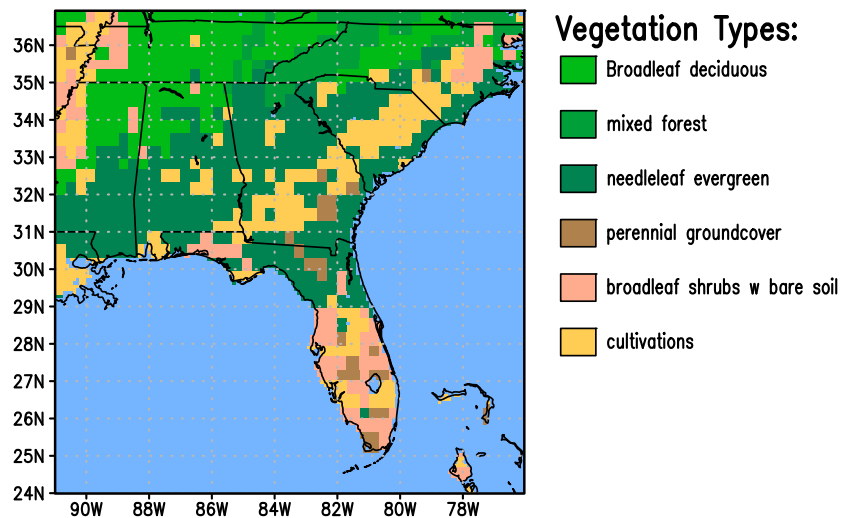 Vegetation Types:
Broadleaf deciduous
mixed forest
needleleaf evergreen
perennial groundcover
broadleaf shrubs w bare soil
cultivations
36N
35N
34N
33N
32N
31N
30N
29N
28N
27N
26N
25N
24N
90W 88W 86W 84W 82W 80W 78W